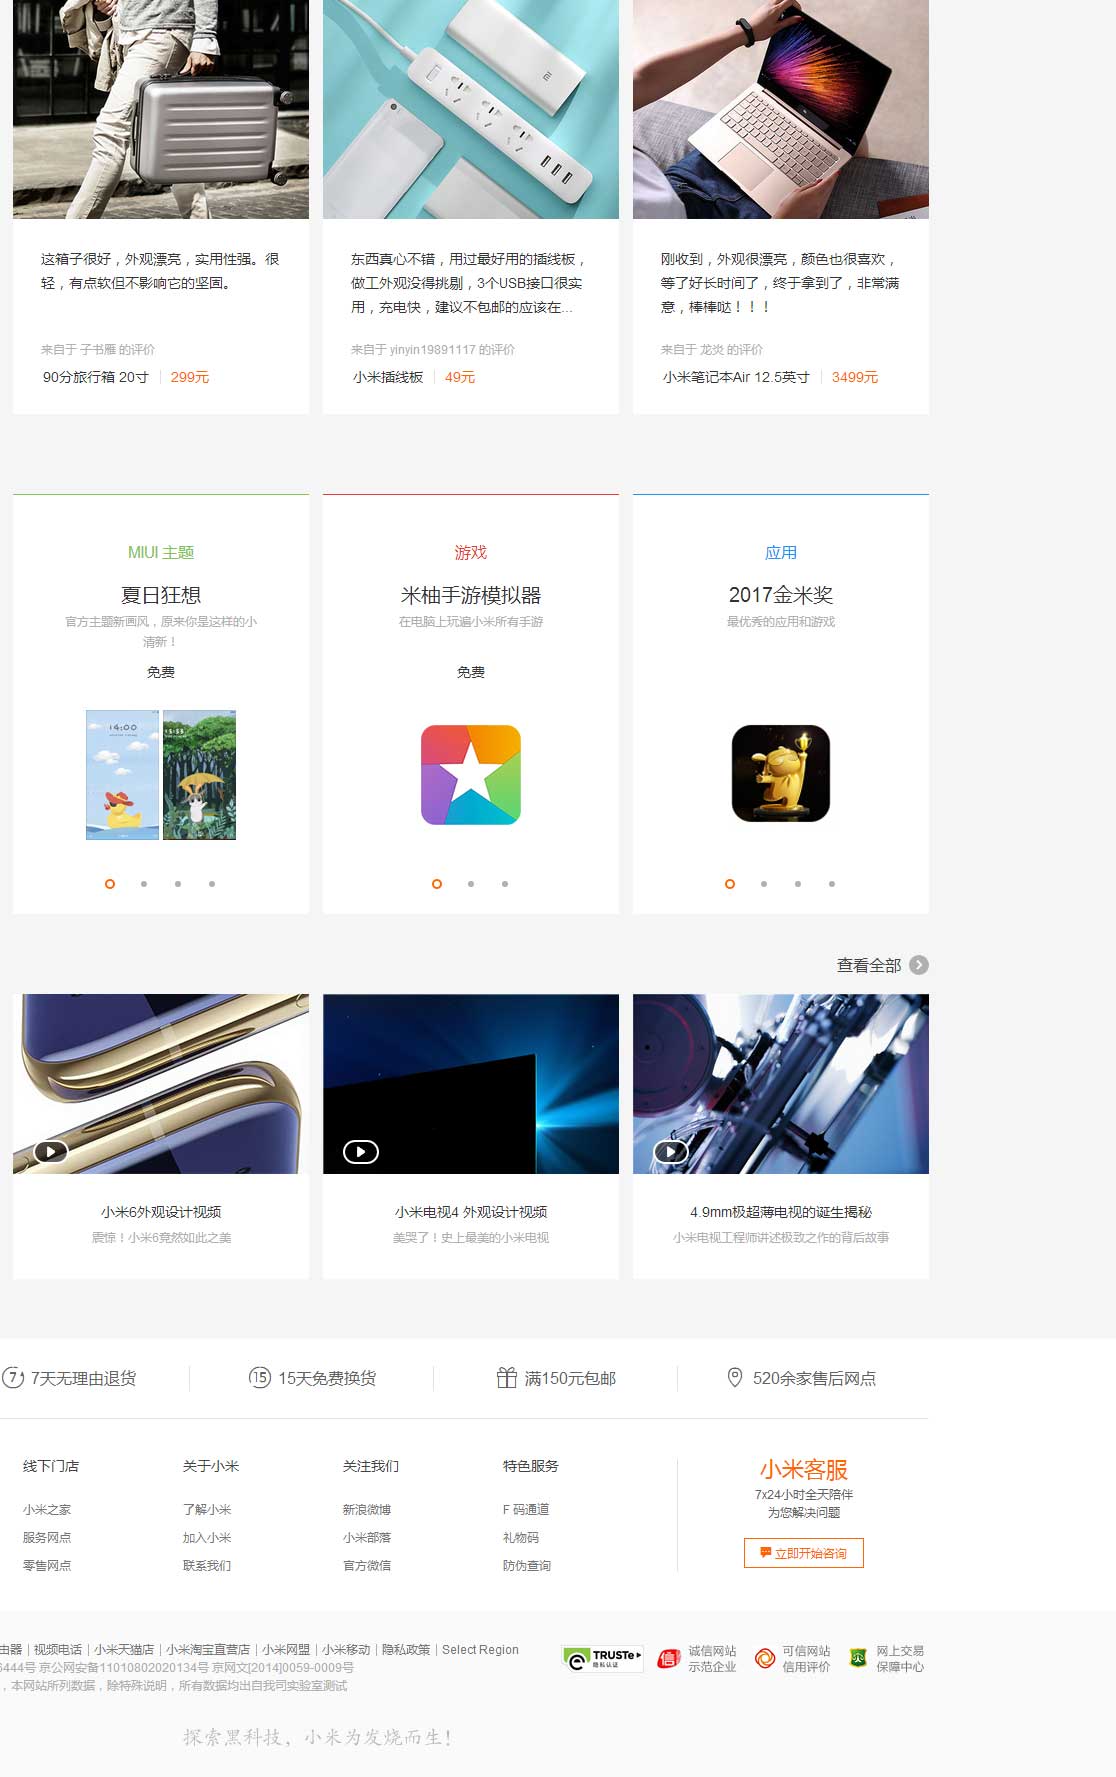 这箱子很好，外观漂亮，实用性强。很
轻，有点软但不影响它的坚固。
来自于 子书雁 的评价
90分旅行箱 20寸 299元
东西真心不错，用过最好用的插线板，
做工外观没得挑剔，3个USB接口很实
用，充电快，建议不包邮的应该在...
来自于 yinyin19891117 的评价
小米插线板 49元
刚收到，外观很漂亮，颜色也很喜欢，
等了好长时间了，终于拿到了，非常满
意，棒棒哒！！！
来自于 龙炎 的评价
小米笔记本Air 12.5英寸 3499元
MIUI 主题
夏日狂想
官方主题新画风，原来你是这样的小
清新！
免费
14:00
游戏
米柚手游模拟器
在电脑上玩遍小米所有手游
免费
应用
2017金米奖
最优秀的应用和游戏
查看全部
小米6外观设计视频
震惊！小米6竟然如此之美
小米电视4 外观设计视频
美哭了！史上最美的小米电视
4.9mm极超薄电视的诞生揭秘
小米电视工程师讲述极致之作的背后故事
7 7天无理由退货
15 15天免费换货
满150元包邮
520余家售后网点
线下门店
小米之家
服务网点
零售网点
关于小米
了解小米
加入小米
联系我们
关注我们
新浪微博
小米部落
官方微信
特色服务
F 码通道
礼物码
防伪查询
小米客服
7x24小时全天陪伴
为您解决问题
立即开始咨询
由器 | 视频电话 | 小米天猫店 | 小米淘宝直营店 | 小米网盟 | 小米移动 | 隐私政策 | Select Region
6444号 京公网安备11010802020134号 京网文[2014]0059-0009号
，本网站所列数据，除特殊说明，所有数据均出自我司实验室测试
TRUSTe
隐私认证
信 诚信网站
示范企业
可信网站
信用评价
网上交易
保障中心
探索黑科技，小米为发烧而生！